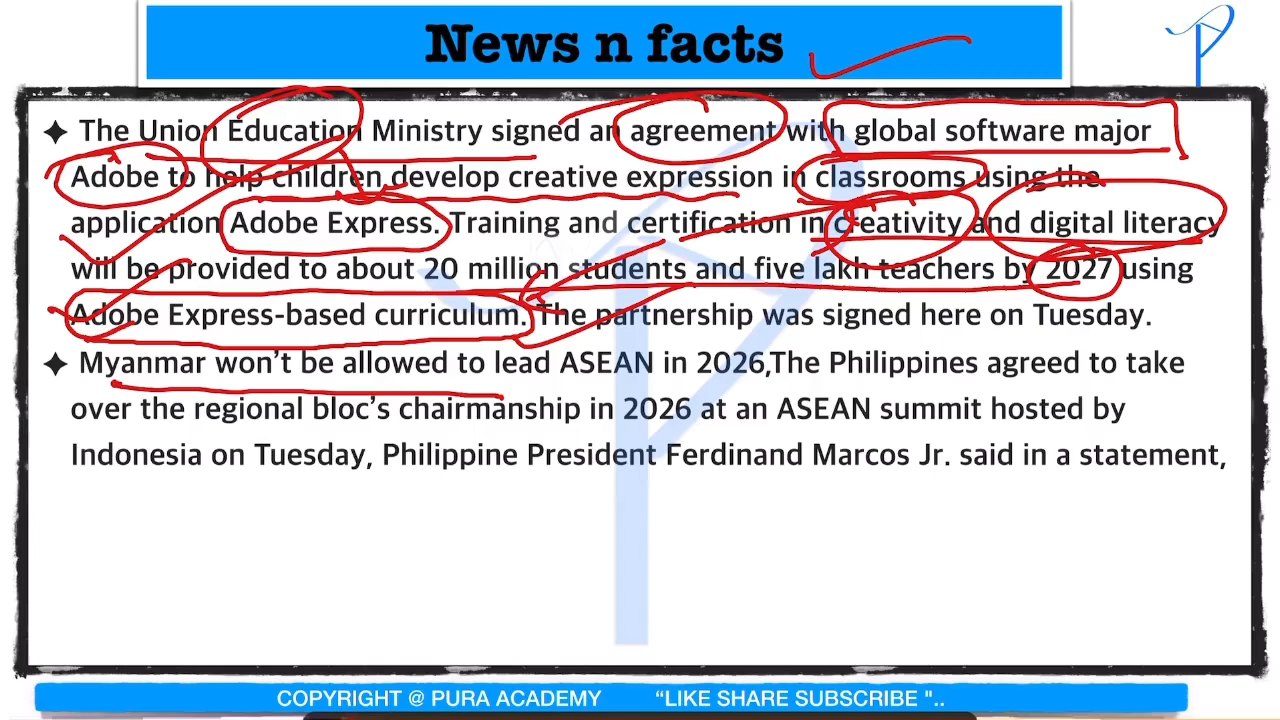 News n facts
✦ The Union Education Ministry signed an agreement with global software major
Adobe to help children develop creative expression in classrooms using the
application Adobe Express. Training and certification in creativity and digital literacy
will be provided to about 20 million students and five lakh teachers by 2027 using
Adobe Express-based curriculum. The partnership was signed here on Tuesday.
✦ Myanmar won't be allowed to lead ASEAN in 2026,The Philippines agreed to take
over the regional bloc's chairmanship in 2026 at an ASEAN summit hosted by
Indonesia on Tuesday, Philippine President Ferdinand Marcos Jr. said in a statement,
COPYRIGHT @ PURA ACADEMY “LIKE SHARE SUBSCRIBE "..